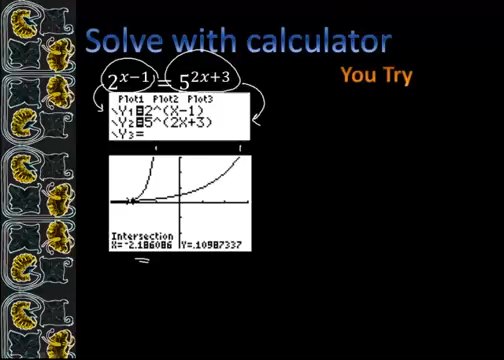 Solve with calculator
You Try
2^{x−1} = 5^{2x+3}
Plot1 Plot2 Plot3
\Y₁=2^(X−1)
\Y₂=5^(2X+3)
\Y₃=
Intersection
X=-2.186086 Y=.10987337